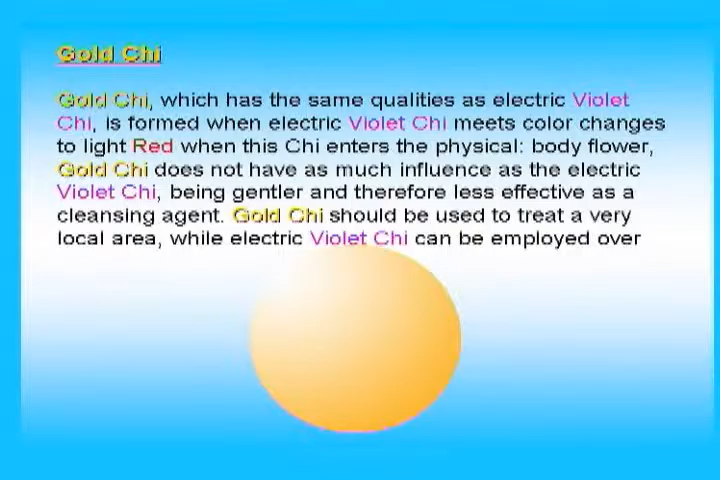 Gold Chi
Gold Chi, which has the same qualities as electric Violet
Chi, is formed when electric Violet Chi meets color changes
to light Red when this Chi enters the physical: body flower,
Gold Chi does not have as much influence as the electric
Violet Chi, being gentler and therefore less effective as a
cleansing agent. Gold Chi should be used to treat a very
local area, while electric Violet Chi can be employed over